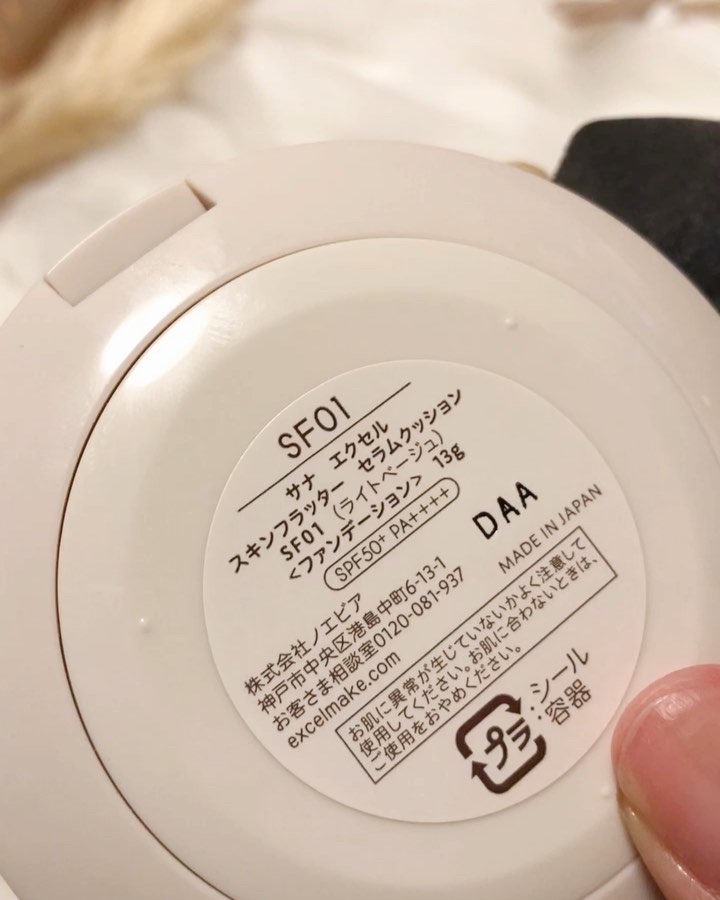 SF01
サナ エクセル
スキンフラッター セラムクッション
SF01 (ライトベージュ)
<ファンデーション> 13g
SPF50+ PA++++
DAA
MADE IN JAPAN
株式会社ノエビア
神戸市中央区港島中町6-13-1
お客さま相談室0120-081-937
excelmake.com
お肌に異常が生じていないかよく注意して
使用してください。お肌に合わないときは、
ご使用をおやめください。
プラ:シール
容器